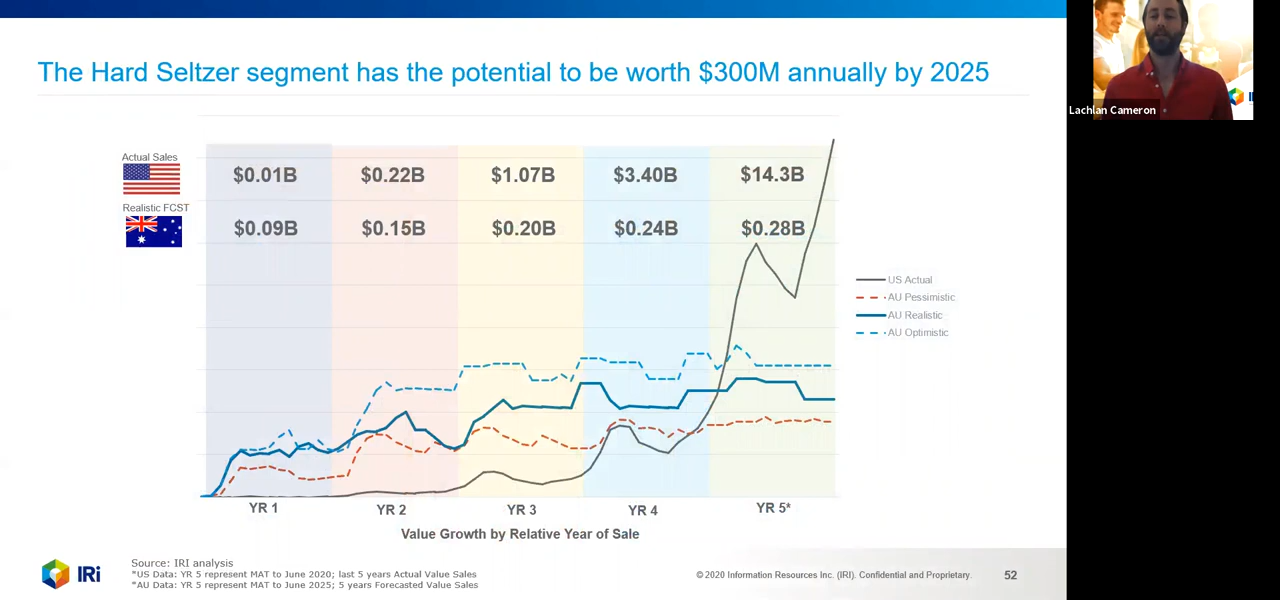 The Hard Seltzer segment has the potential to be worth $300M annually by 2025
Lachlan Cameron
Actual Sales
$0.01B $0.22B $1.07B $3.40B $14.3B
Realistic FCST
$0.09B $0.15B $0.20B $0.24B $0.28B
US Actual
AU Pessimistic
AU Realistic
AU Optimistic
YR 1 YR 2 YR 3 YR 4 YR 5*
Value Growth by Relative Year of Sale
IRi
Source: IRI analysis
*US Data: YR 5 represent MAT to June 2020; last 5 years Actual Value Sales
*AU Data: YR 5 represent MAT to June 2025; 5 years Forecasted Value Sales
© 2020 Information Resources Inc. (IRI). Confidential and Proprietary.
52